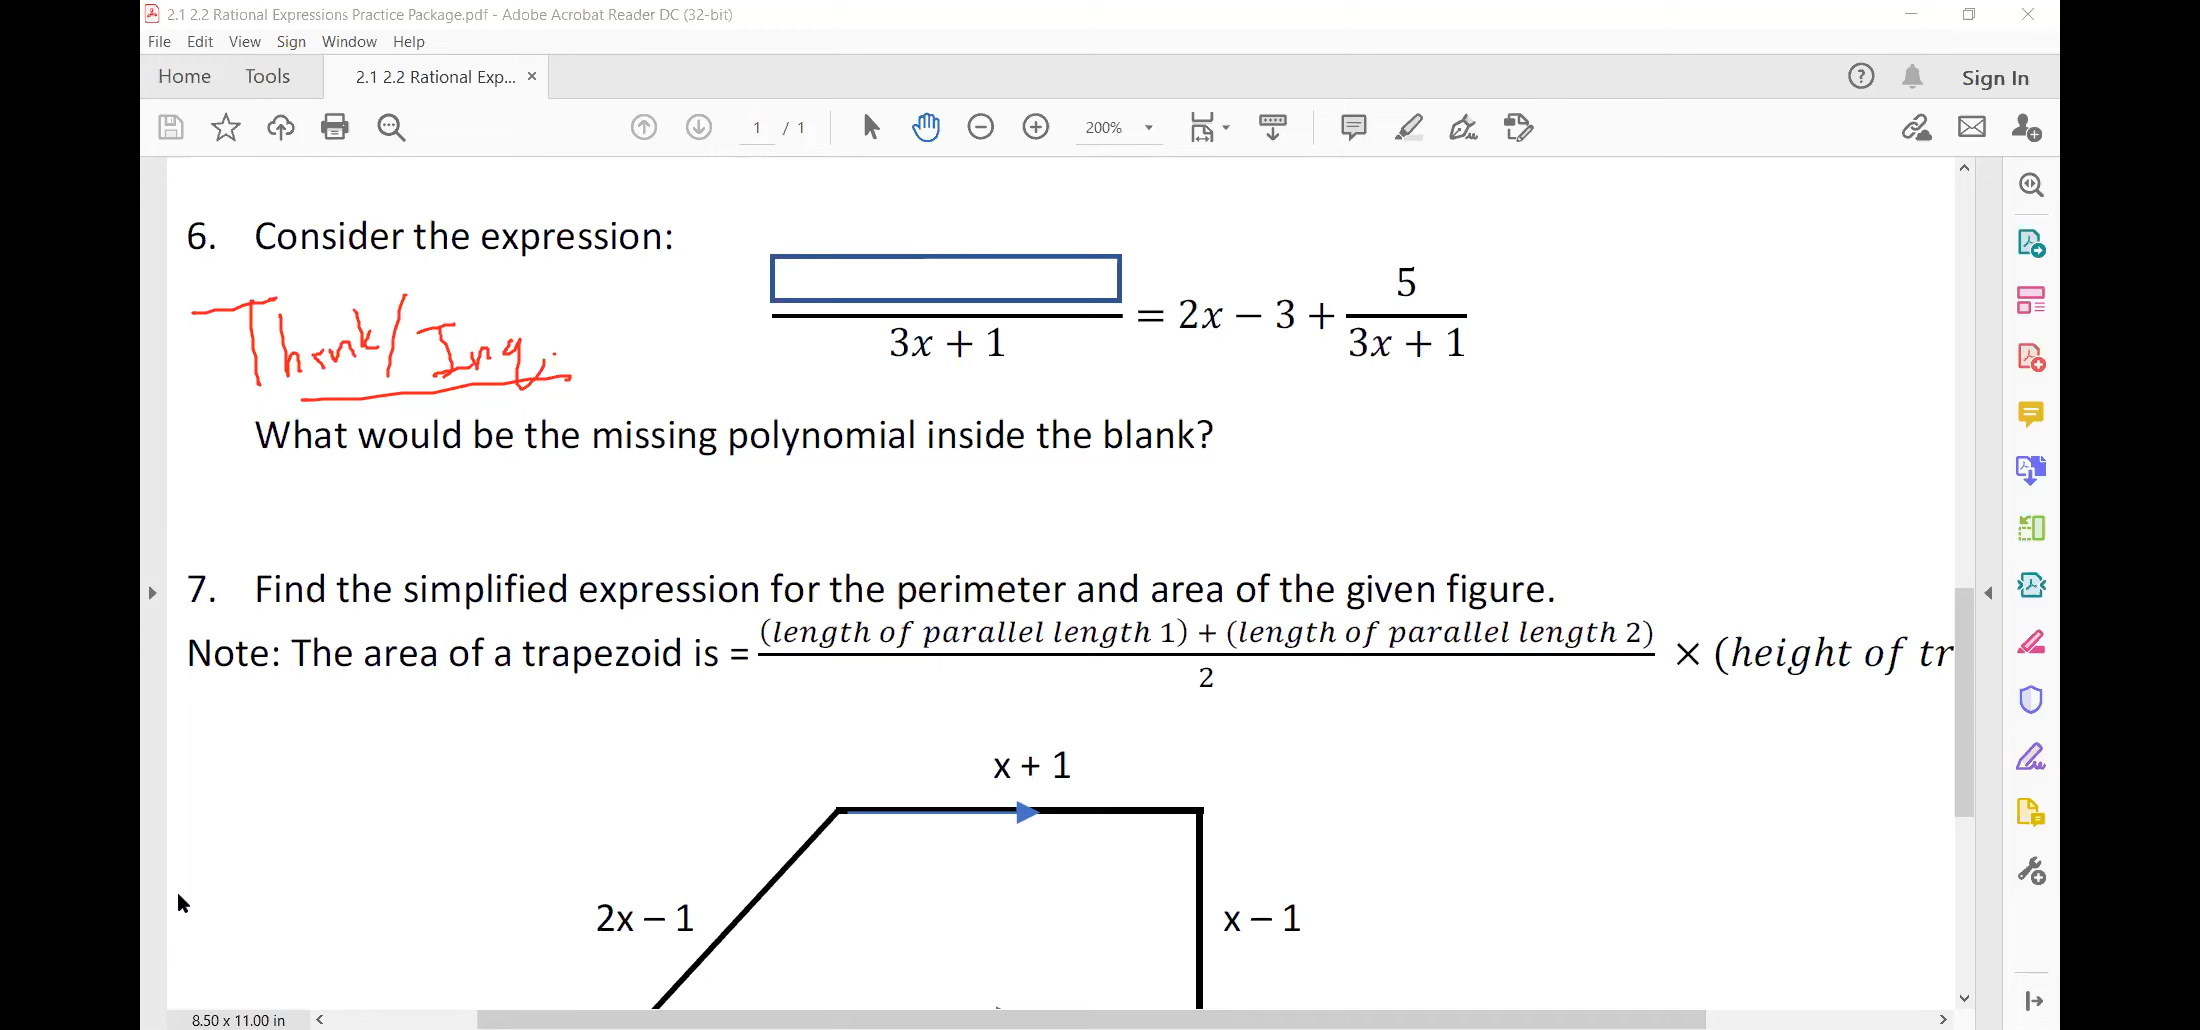 2.1 2.2 Rational Expressions Practice Package.pdf - Adobe Acrobat Reader DC (32-bit)
File Edit View Sign Window Help
Home Tools 2.1 2.2 Rational Exp... × Sign In
1 / 1 200%
6. Consider the expression:
5
= 2x − 3 +
3x + 1 3x + 1
Think/Inq.
What would be the missing polynomial inside the blank?
7. Find the simplified expression for the perimeter and area of the given figure.
Note: The area of a trapezoid is = (length of parallel length 1) + (length of parallel length 2) / 2 × (height of tr
x + 1
2x – 1
x – 1
8.50 x 11.00 in